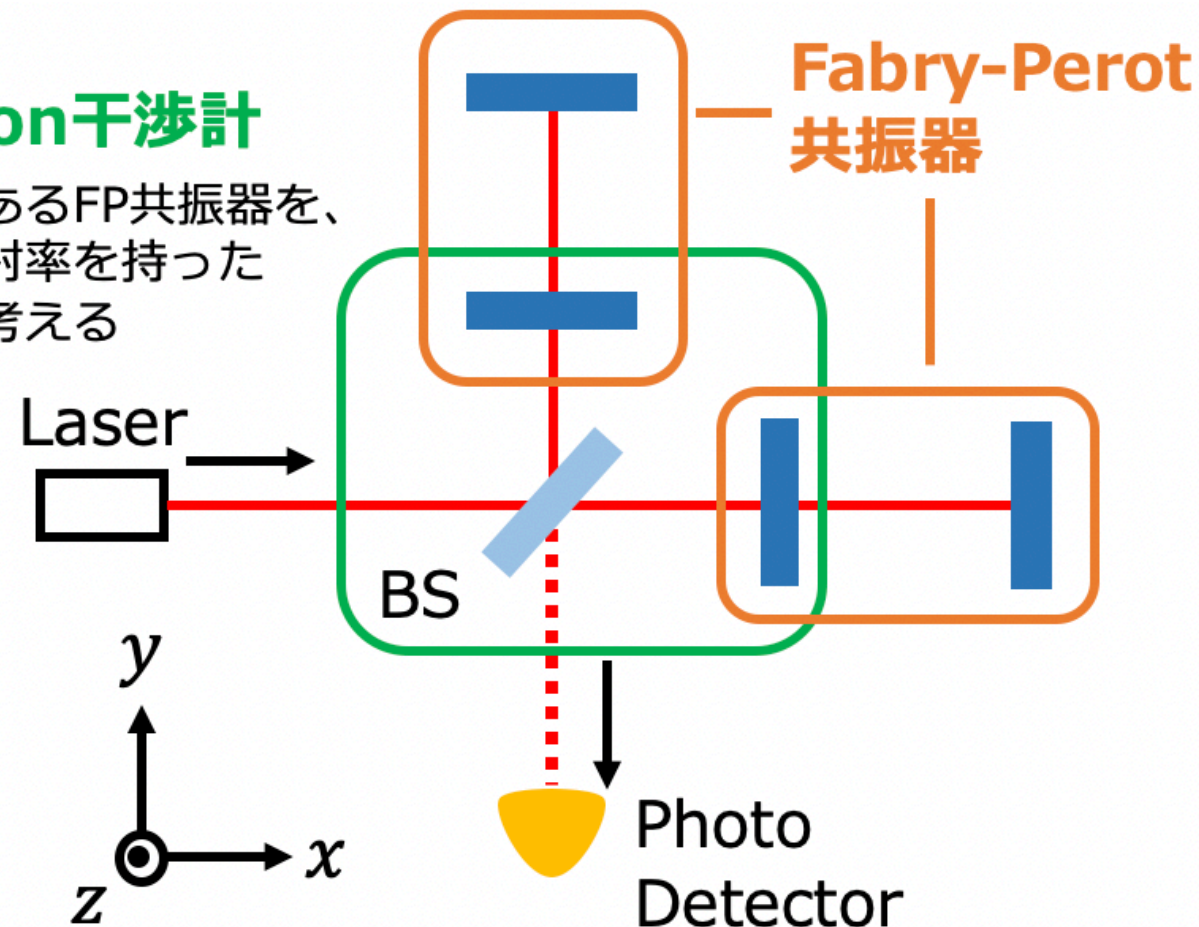 Fabry-Perot
共振器
on干渉計
あるFP共振器を、
射率を持った
考える
Laser
BS
y
x
z
Photo
Detector